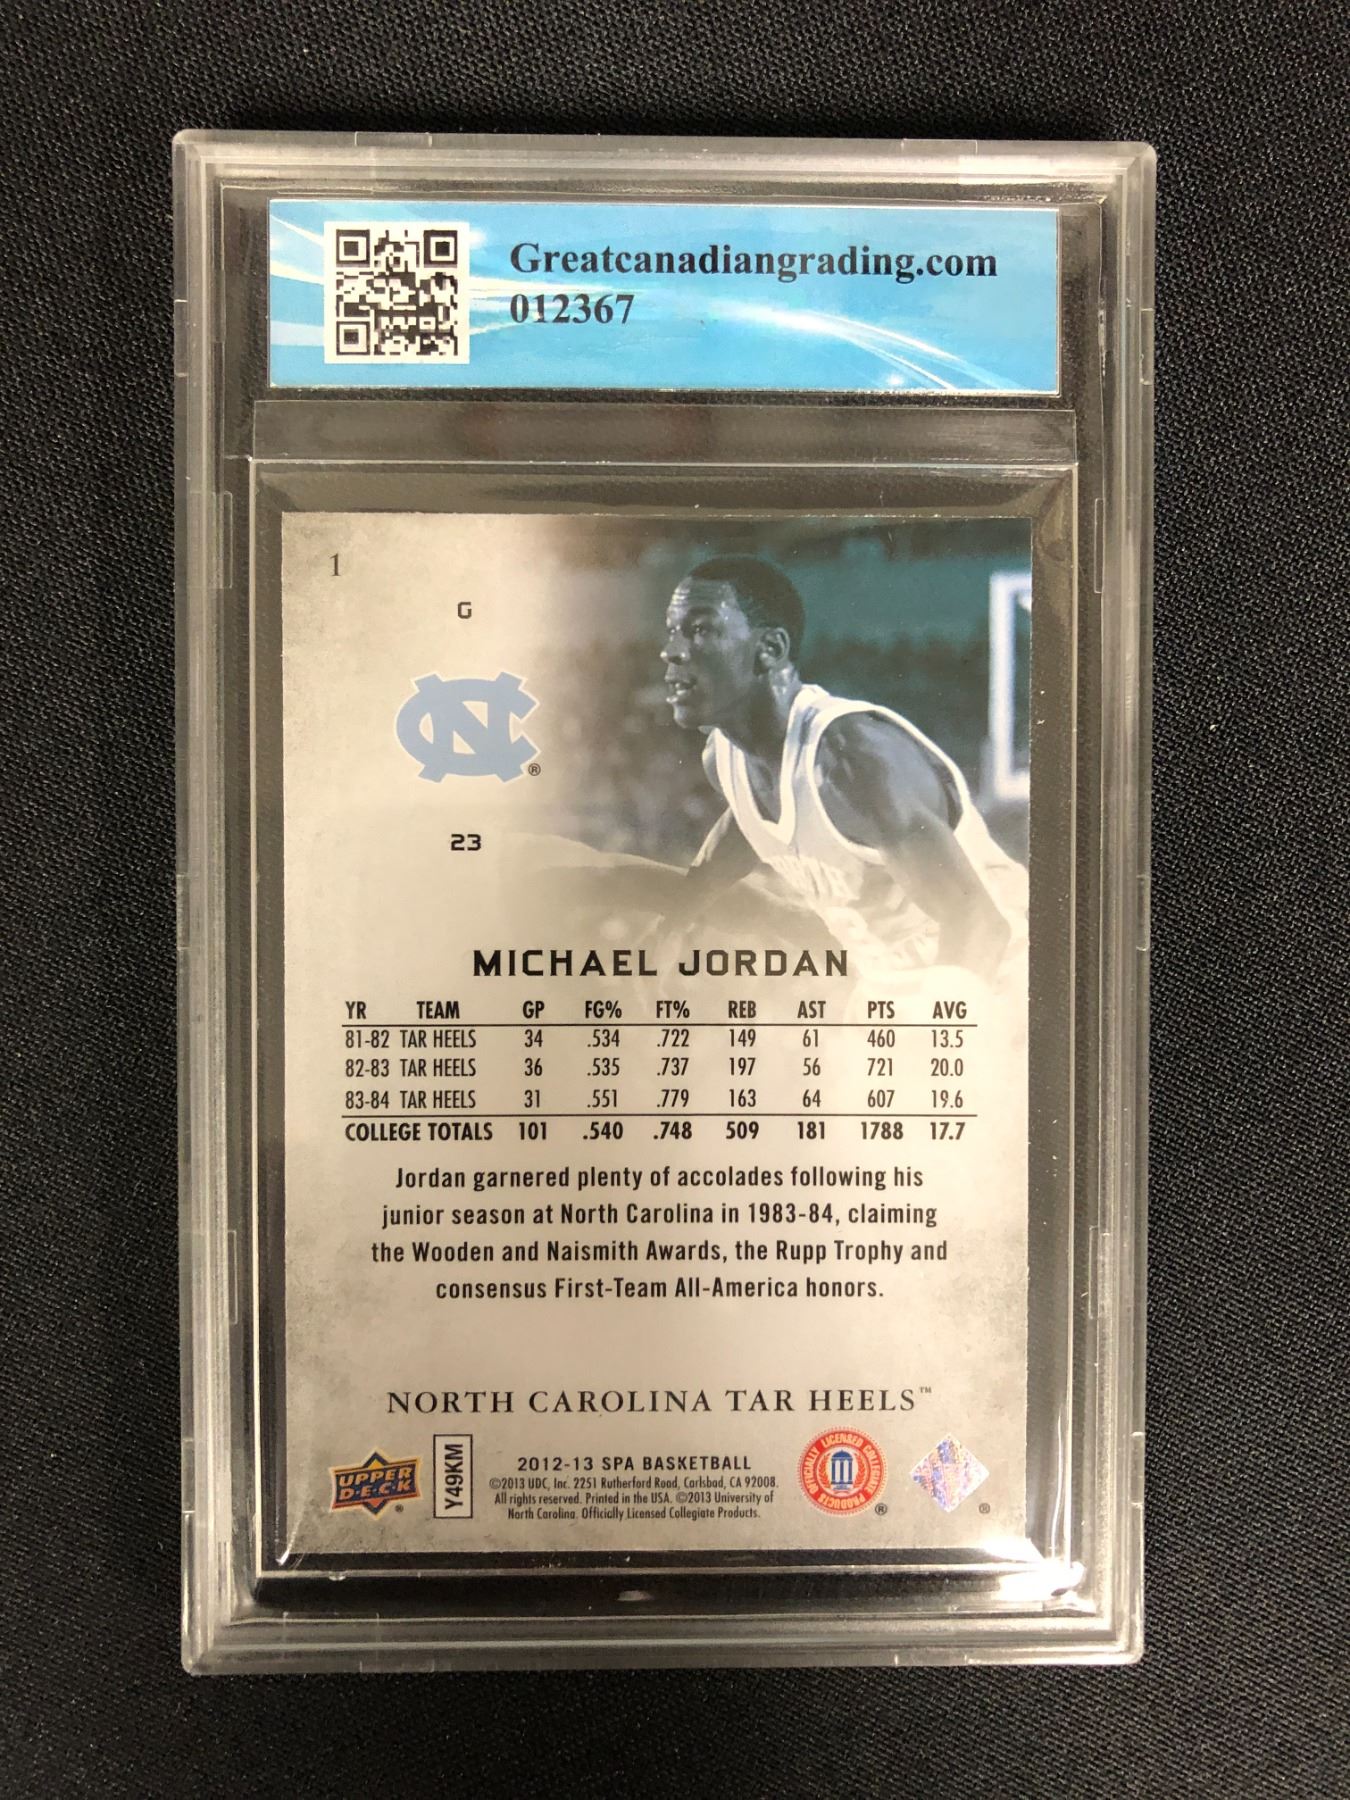 Greatcanadiangrading.com
012367
1
G
NC®
23
MICHAEL JORDAN
YR TEAM GP FG% FT% REB AST PTS AVG
81-82 TAR HEELS 34 .534 .722 149 61 460 13.5
82-83 TAR HEELS 36 .535 .737 197 56 721 20.0
83-84 TAR HEELS 31 .551 .779 163 64 607 19.6
COLLEGE TOTALS 101 .540 .748 509 181 1788 17.7
Jordan garnered plenty of accolades following his
junior season at North Carolina in 1983-84, claiming
the Wooden and Naismith Awards, the Rupp Trophy and
consensus First-Team All-America honors.
NORTH CAROLINA TAR HEELS™
UPPER
D·E·C·K®
Y49KM
2012-13 SPA BASKETBALL
©2013 UDC, Inc. 2251 Rutherford Road, Carlsbad, CA 92008.
All rights reserved. Printed in the USA. ©2013 University of
North Carolina. Officially Licensed Collegiate Products.
OFFICIALLY LICENSED COLLEGIATE PRODUCTS ®
®